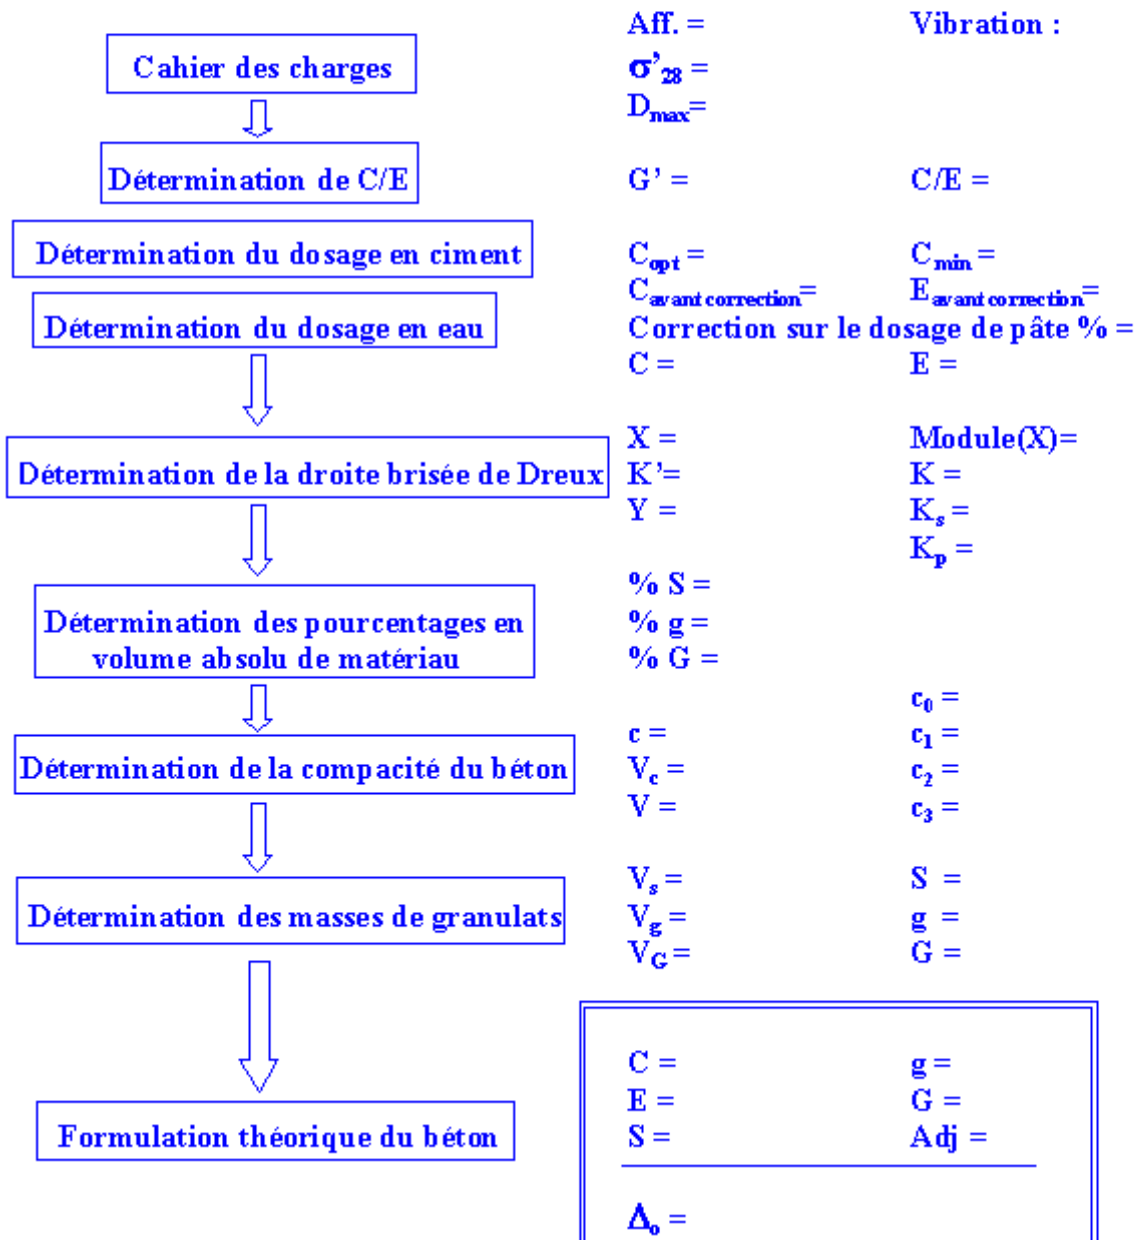 Aff. = Vibration :
Cahier des charges
σ'28 =
Dmax=
Détermination de C/E
G' = C/E =
Détermination du dosage en ciment
Copt = Cmin =
Cavant correction= Eavant correction=
Détermination du dosage en eau
Correction sur le dosage de pâte % =
C = E =
X = Module(X)=
Détermination de la droite brisée de Dreux
K'= K =
Y = Ks =
Kp =
% S =
Détermination des pourcentages en
volume absolu de matériau
% g =
% G =
c0 =
c = c1 =
Détermination de la compacité du béton
Vc = c2 =
V = c3 =
Vs = S =
Détermination des masses de granulats
Vg = g =
VG = G =
C = g =
E = G =
Formulation théorique du béton
S = Adj =
Δo =